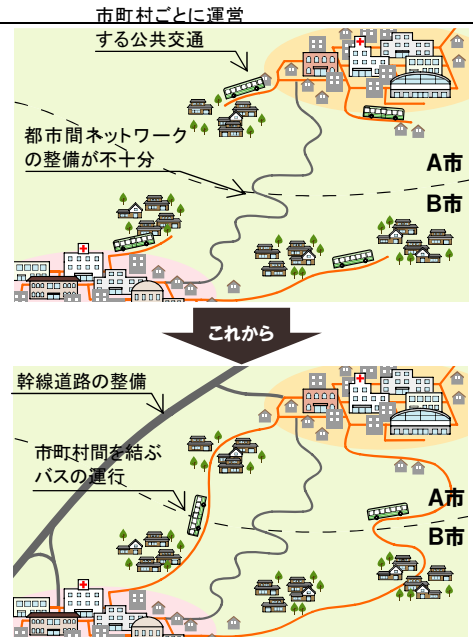 市町村ごとに運営
する公共交通
都市間ネットワーク
の整備が不十分
A市
B市
これから
幹線道路の整備
市町村間を結ぶ
バスの運行
A市
B市